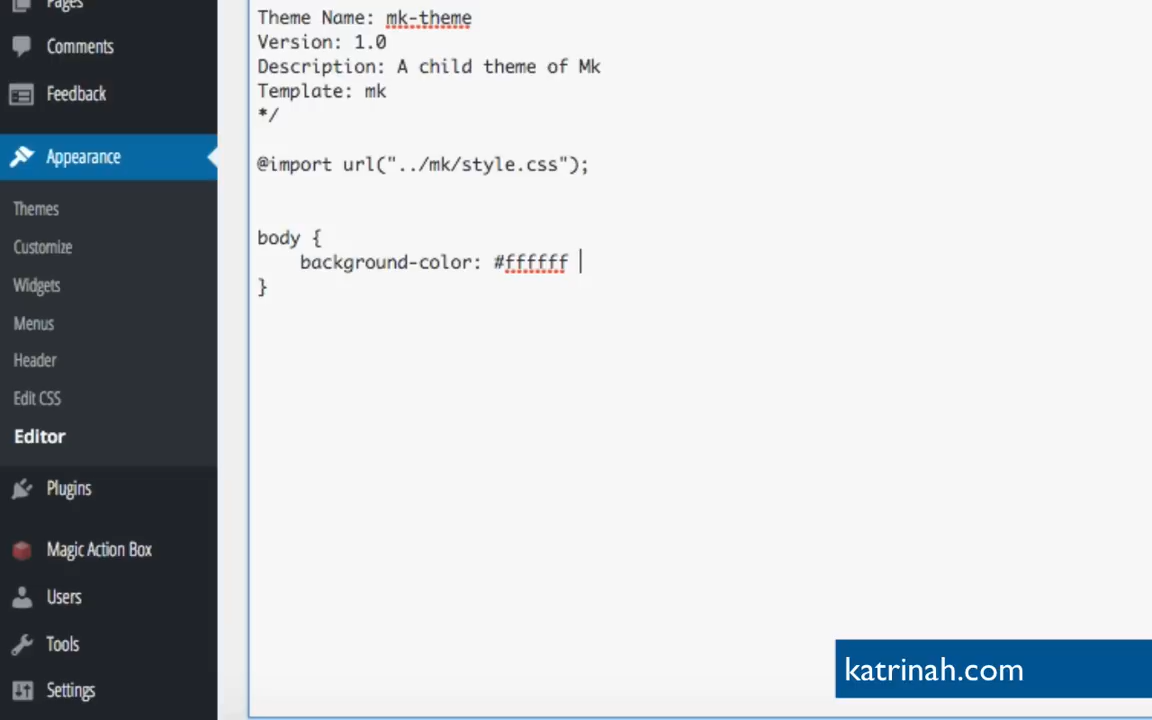 Pages
Comments
Feedback
Appearance
Themes
Customize
Widgets
Menus
Header
Edit CSS
Editor
Plugins
Magic Action Box
Users
Tools
Settings
Theme Name: mk-theme
Version: 1.0
Description: A child theme of Mk
Template: mk
*/
@import url("../mk/style.css");
body {
    background-color: #ffffff
}
katrinah.com